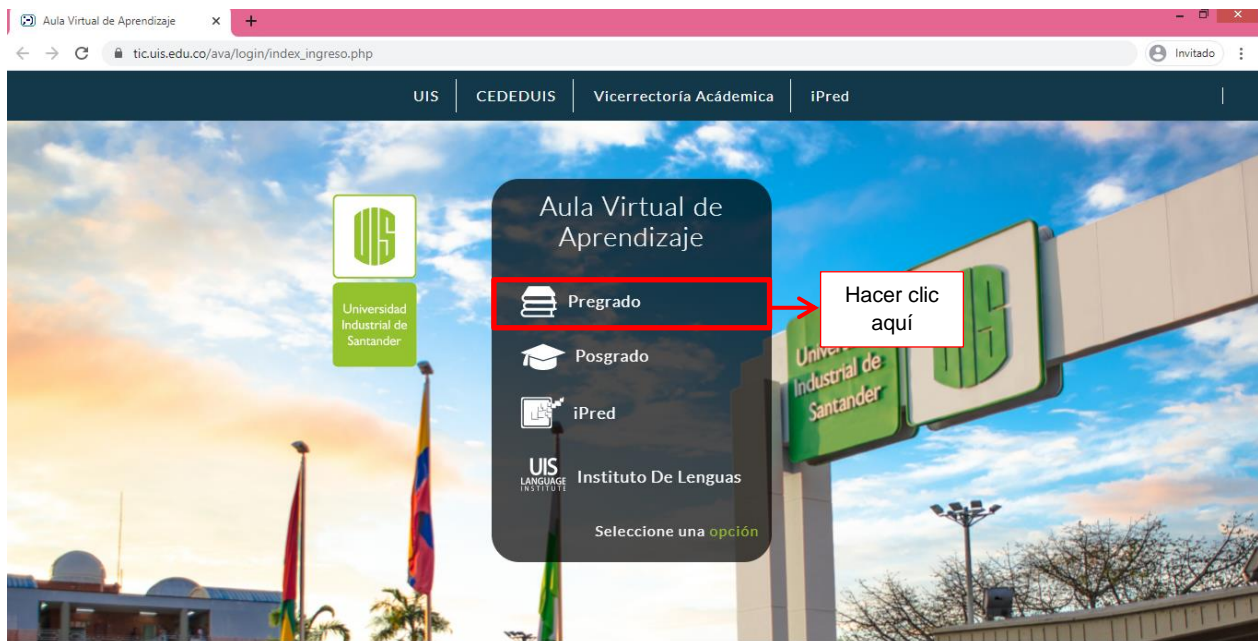 Aula Virtual de Aprendizaje
tic.uis.edu.co/ava/login/index_ingreso.php
Invitado
UIS
CEDEDUIS
Vicerrectoría Académica
iPred
UIS
Universidad
Industrial de
Santander
Aula Virtual de
Aprendizaje
Pregrado
Posgrado
iPred
UIS
LANGUAGE
INSTITUTE
Instituto De Lenguas
Seleccione una opción
Hacer clic
aquí
UIS
Industrial de
Santander